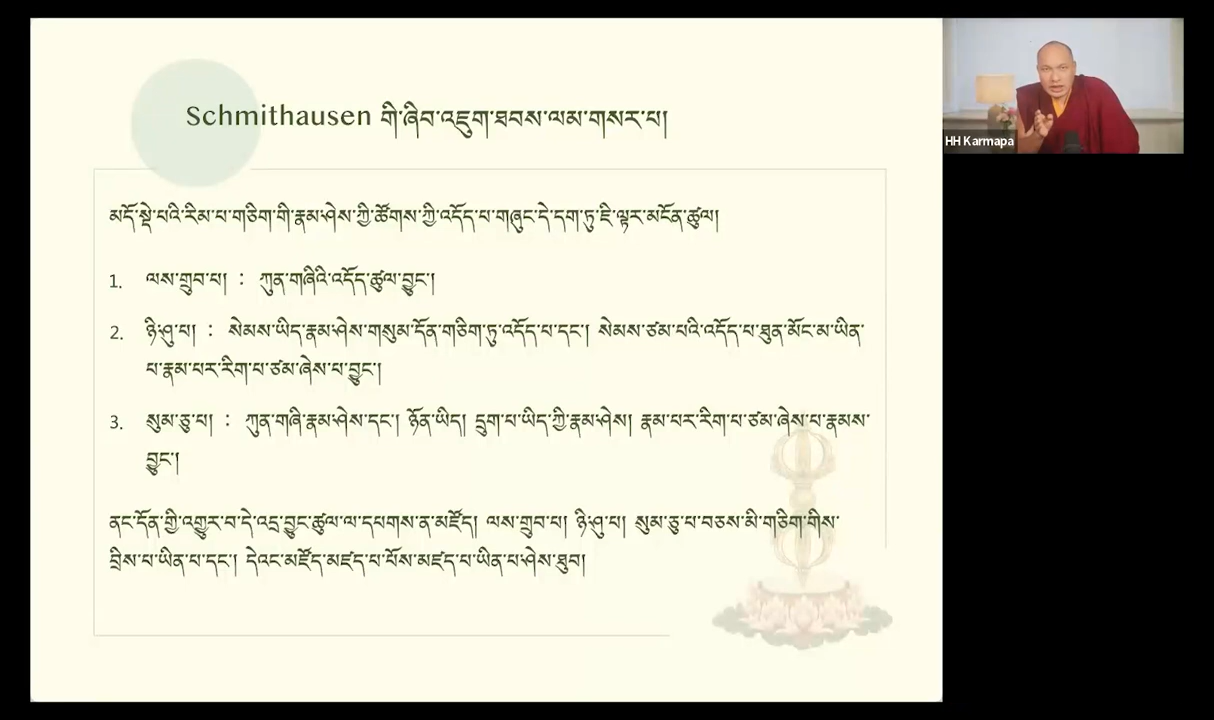 Schmithausen གི་ཞིབ་འཇུག་ཐབས་ལམ་གསར་པ།
HH Karmapa
མདོ་སྡེ་པའི་རིམ་པ་གཅིག་གི་རྣམ་ཤེས་ཀྱི་ཚོགས་ཀྱི་འདོད་པ་གཞུང་དེ་དག་ཏུ་ཇི་ལྟར་མངོན་ཚུལ།
1. ལས་གྲུབ་པ། : ཀུན་གཞིའི་འདོད་ཚུལ་བྱུང་།
2. ཉི་ཤུ་པ། : སེམས་ཡིད་རྣམ་ཤེས་གསུམ་དོན་གཅིག་ཏུ་འདོད་པ་དང་། སེམས་ཙམ་པའི་འདོད་པ་ཐུན་མོང་མ་ཡིན་
པ་རྣམ་པར་རིག་པ་ཙམ་ཞེས་པ་བྱུང་།
3. སུམ་ཅུ་པ། : ཀུན་གཞི་རྣམ་ཤེས་དང་། ཉོན་ཡིད། དྲུག་པ་ཡིད་ཀྱི་རྣམ་ཤེས། རྣམ་པར་རིག་པ་ཙམ་ཞེས་པ་རྣམས་
བྱུང་།
ནང་དོན་གྱི་འགྱུར་བ་དེ་འདྲ་བྱུང་ཚུལ་ལ་དཔགས་ན་མཛོད། ལས་གྲུབ་པ། ཉི་ཤུ་པ། སུམ་ཅུ་པ་བཅས་མི་གཅིག་གིས་
བྲིས་པ་ཡིན་པ་དང་། དེའང་མཛོད་མཛད་པ་པོས་མཛད་པ་ཡིན་པ་ཤེས་ཐུབ།